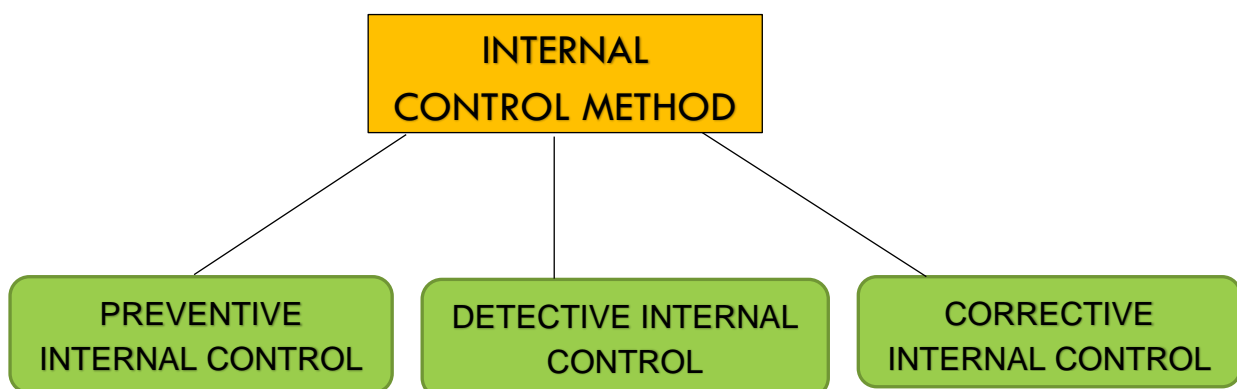 INTERNAL
CONTROL METHOD
PREVENTIVE
INTERNAL CONTROL
DETECTIVE INTERNAL
CONTROL
CORRECTIVE
INTERNAL CONTROL